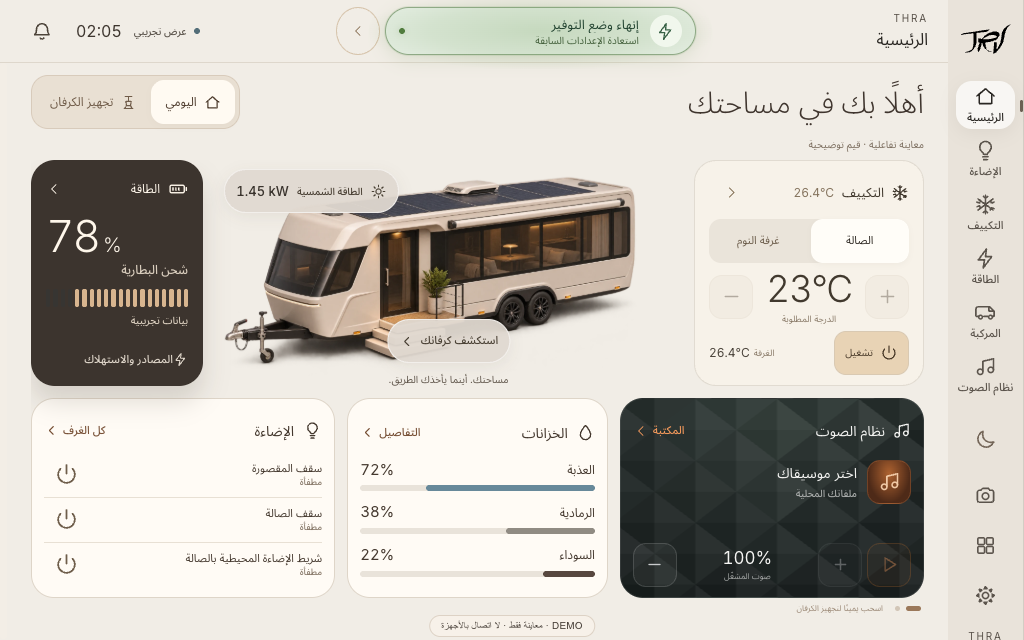 THRA
الرئيسية
إنهاء وضع التوفير
استعادة الإعدادات السابقة
عرض تجريبي
02:05
الرئيسية
الإضاءة
التكييف
الطاقة
المركبة
نظام الصوت
THRA
أهلًا بك في مساحتك
معاينة تفاعلية · قيم توضيحية
اليومي
تجهيز الكرفان
التكييف
26.4°C
الصالة
غرفة النوم
23°C
الدرجة المطلوبة
تشغيل
الغرفة 26.4°C
الطاقة الشمسية 1.45 kW
استكشف كرفانك
مساحتك. أينما يأخذك الطريق.
الطاقة
78 %
شحن البطارية
بيانات تجريبية
المصادر والاستهلاك
نظام الصوت
المكتبة
اختر موسيقاك
ملفاتك المحلية
100%
صوت المشغّل
الخزانات
التفاصيل
العذبة 72%
الرمادية 38%
السوداء 22%
الإضاءة
كل الغرف
سقف المقصورة
مطفأة
سقف الصالة
مطفأة
شريط الإضاءة المحيطية بالصالة
مطفأة
اسحب يمينًا لتجهيز الكرفان
DEMO · معاينة فقط · لا اتصال بالأجهزة